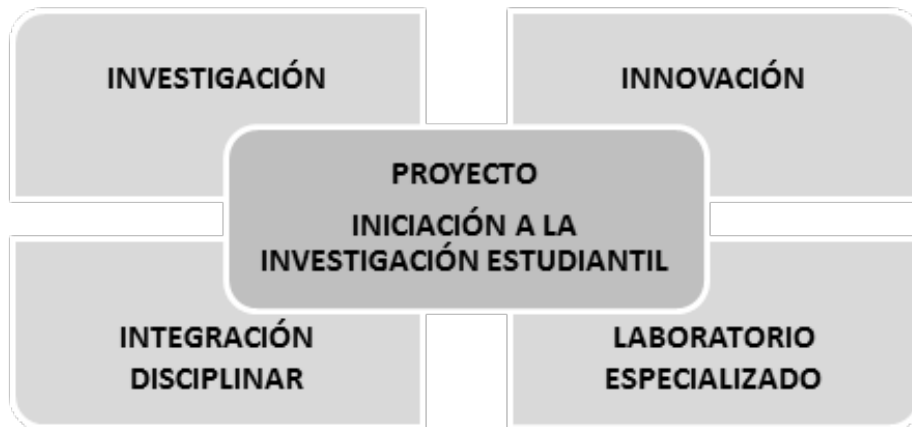 INVESTIGACIÓN
INNOVACIÓN
PROYECTO
INICIACIÓN A LA
INVESTIGACIÓN ESTUDIANTIL
INTEGRACIÓN
DISCIPLINAR
LABORATORIO
ESPECIALIZADO